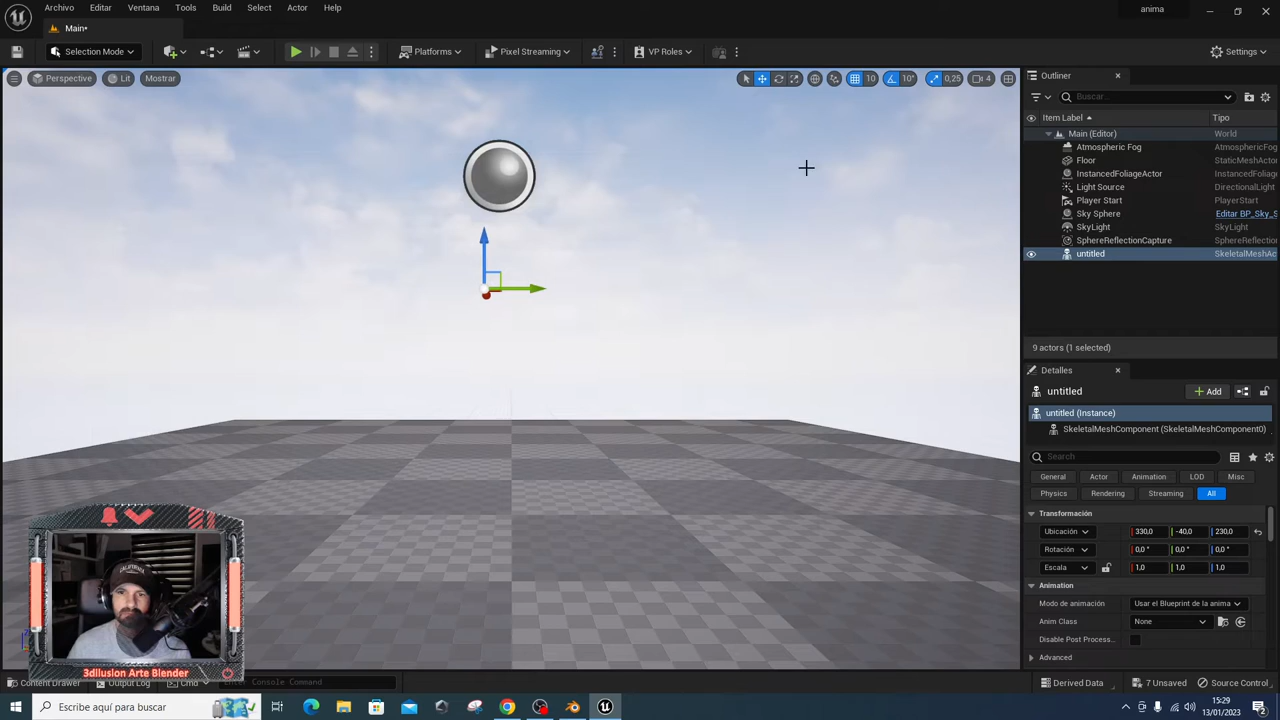 Archivo Editar Ventana Tools Build Select Actor Help
anima
Main•
Selection Mode
Platforms
Pixel Streaming
VP Roles
Settings
Perspective Lit Mostrar
10 10° 0,25 4
Outliner
Buscar...
Item Label Tipo
Main (Editor) World
Atmospheric Fog AtmosphericFog
Floor StaticMeshActor
InstancedFoliageActor InstancedFoliage
Light Source DirectionalLight
Player Start PlayerStart
Sky Sphere Editar BP_Sky_S
SkyLight SkyLight
SphereReflectionCapture SphereReflection
untitled SkeletalMeshAc
9 actors (1 selected)
Detalles
untitled
Add
untitled (Instance)
SkeletalMeshComponent (SkeletalMeshComponent0)
Search
General Actor Animation LOD Misc
Physics Rendering Streaming All
Transformación
Ubicación 330,0 -40,0 230,0
Rotación 0,0 ° 0,0 ° 0,0 °
Escala 1,0 1,0 1,0
Animation
Modo de animación Usar el Blueprint de la anima
Anim Class None
Disable Post Process...
Advanced
CALIFORNIA
3dilusion Arte Blender
Content Drawer Output Log Cmd Enter Console Command
Derived Data 7 Unsaved Source Control
Escribe aquí para buscar
15:29
13/01/2023
2